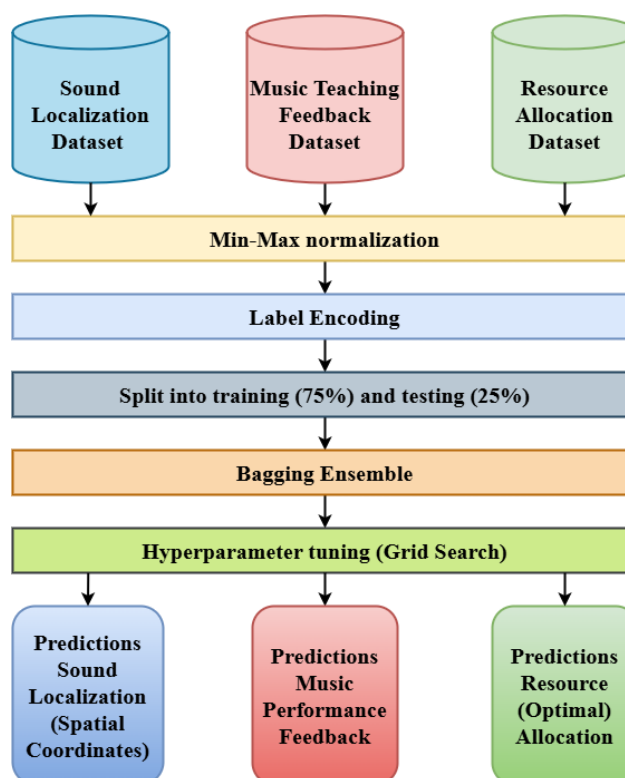 Sound
Localization
Dataset
Music Teaching
Feedback
Dataset
Resource
Allocation
Dataset
Min-Max normalization
Label Encoding
Split into training (75%) and testing (25%)
Bagging Ensemble
Hyperparameter tuning (Grid Search)
Predictions
Sound
Localization
(Spatial
Coordinates)
Predictions
Music
Performance
Feedback
Predictions
Resource
(Optimal)
Allocation